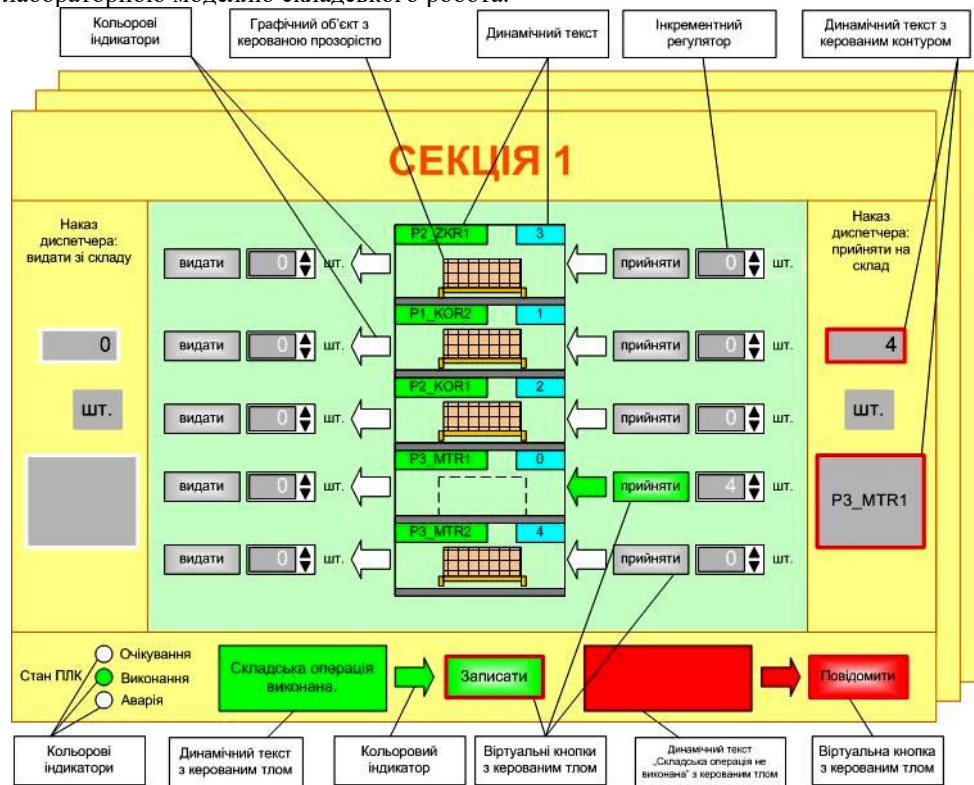 лабораторною моделлю складського робота.
Кольорові
індикатори
Графічний об'єкт з
керованою прозорістю
Динамічний текст
Інкрементний
регулятор
Динамічний текст з
керованим контуром
СЕКЦІЯ 1
Наказ
диспетчера:
видати зі складу
0
шт.
Наказ
диспетчера:
прийняти на
склад
4
шт.
P3_MTR1
P2_ZKR1 3
видати 0 шт. прийняти 0 шт.
P1_KOR2 1
видати 0 шт. прийняти 0 шт.
P2_KOR1 2
видати 0 шт. прийняти 0 шт.
P3_MTR1 0
видати 0 шт. прийняти 4 шт.
P3_MTR2 4
видати 0 шт. прийняти 0 шт.
Стан ПЛК
Очікування
Виконання
Аварія
Складська операція
виконана.
Записати
Повідомити
Кольорові
індикатори
Динамічний текст
з керованим тлом
Кольоровий
індикатор
Віртуальні кнопки
з керованим тлом
Динамічний текст
„Складська операція не
виконана" з керованим тлом
Віртуальна кнопка
з керованим тлом